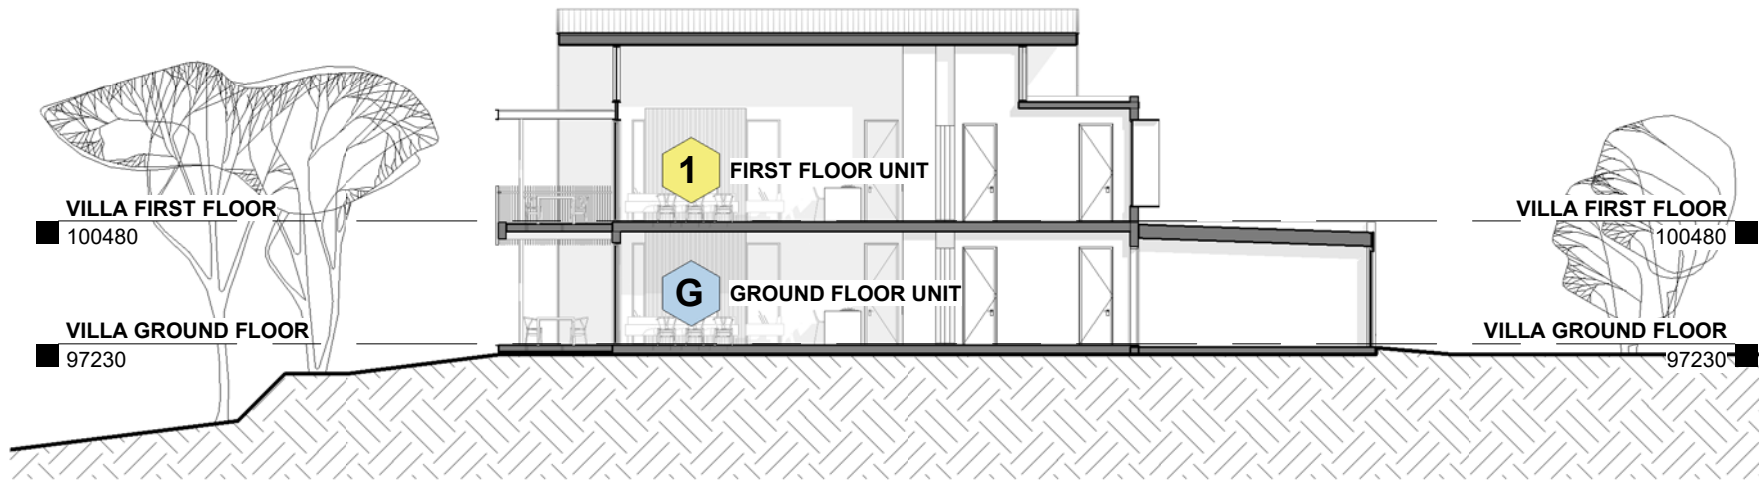 1
FIRST FLOOR UNIT
VILLA FIRST FLOOR
100480
VILLA FIRST FLOOR
100480
G
GROUND FLOOR UNIT
VILLA GROUND FLOOR
97230
VILLA GROUND FLOOR
97230